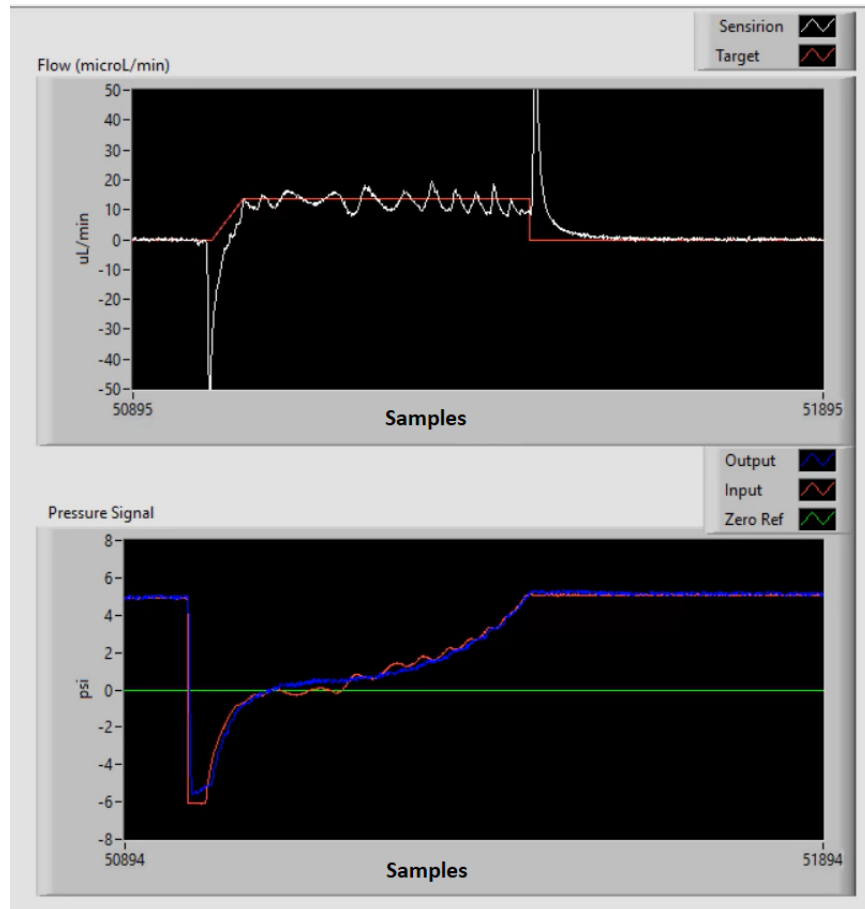 Sensirion
Target
Flow (microL/min)
50
40
30
20
10
0
-10
-20
-30
-40
-50
uL/min
50895
Samples
51895
Output
Input
Zero Ref
Pressure Signal
8
6
4
2
0
-2
-4
-6
-8
psi
50894
Samples
51894